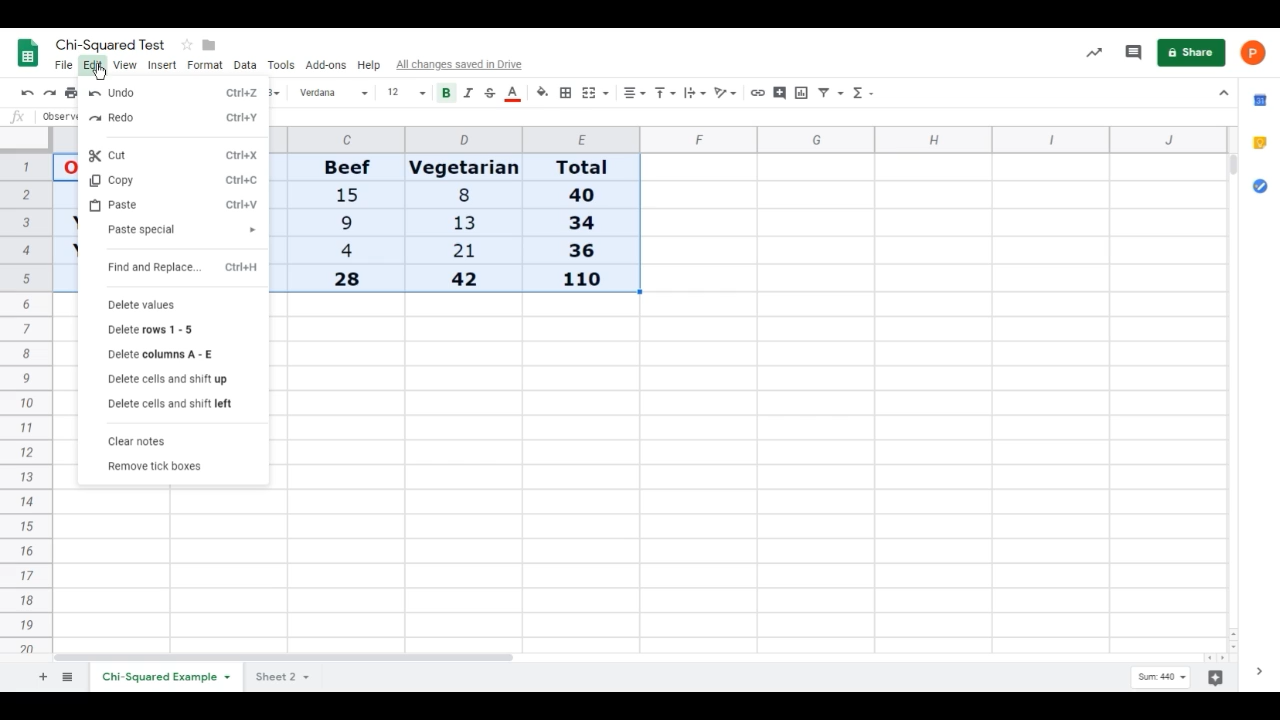 Chi-Squared Test
File Edit View Insert Format Data Tools Add-ons Help All changes saved in Drive
Share
P
Verdana 12 B S A
fx Observe
C D E F G H I J
1 O Beef Vegetarian Total
2 15 8 40
3 Y 9 13 34
4 Y 4 21 36
5 28 42 110
6
7
8
9
10
11
12
13
14
15
16
17
18
19
20
Undo Ctrl+Z
Redo Ctrl+Y
Cut Ctrl+X
Copy Ctrl+C
Paste Ctrl+V
Paste special
Find and Replace... Ctrl+H
Delete values
Delete rows 1 - 5
Delete columns A - E
Delete cells and shift up
Delete cells and shift left
Clear notes
Remove tick boxes
Chi-Squared Example Sheet 2 Sum: 440